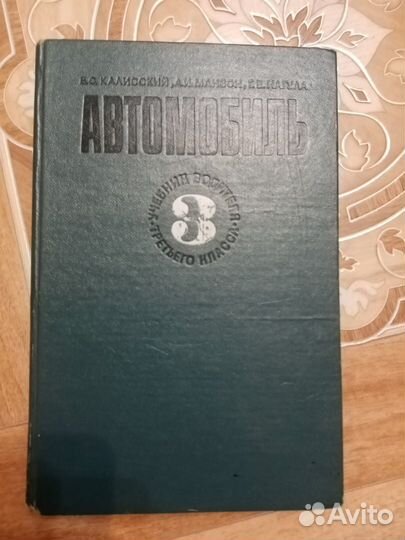 В.С. КАЛИССКИЙ, А.И. МАНЗОН, Г.Е. НАГУЛА
АВТОМОБИЛЬ
УЧЕБНИК ВОДИТЕЛЯ
3
ТРЕТЬЕГО КЛАССА
Avito